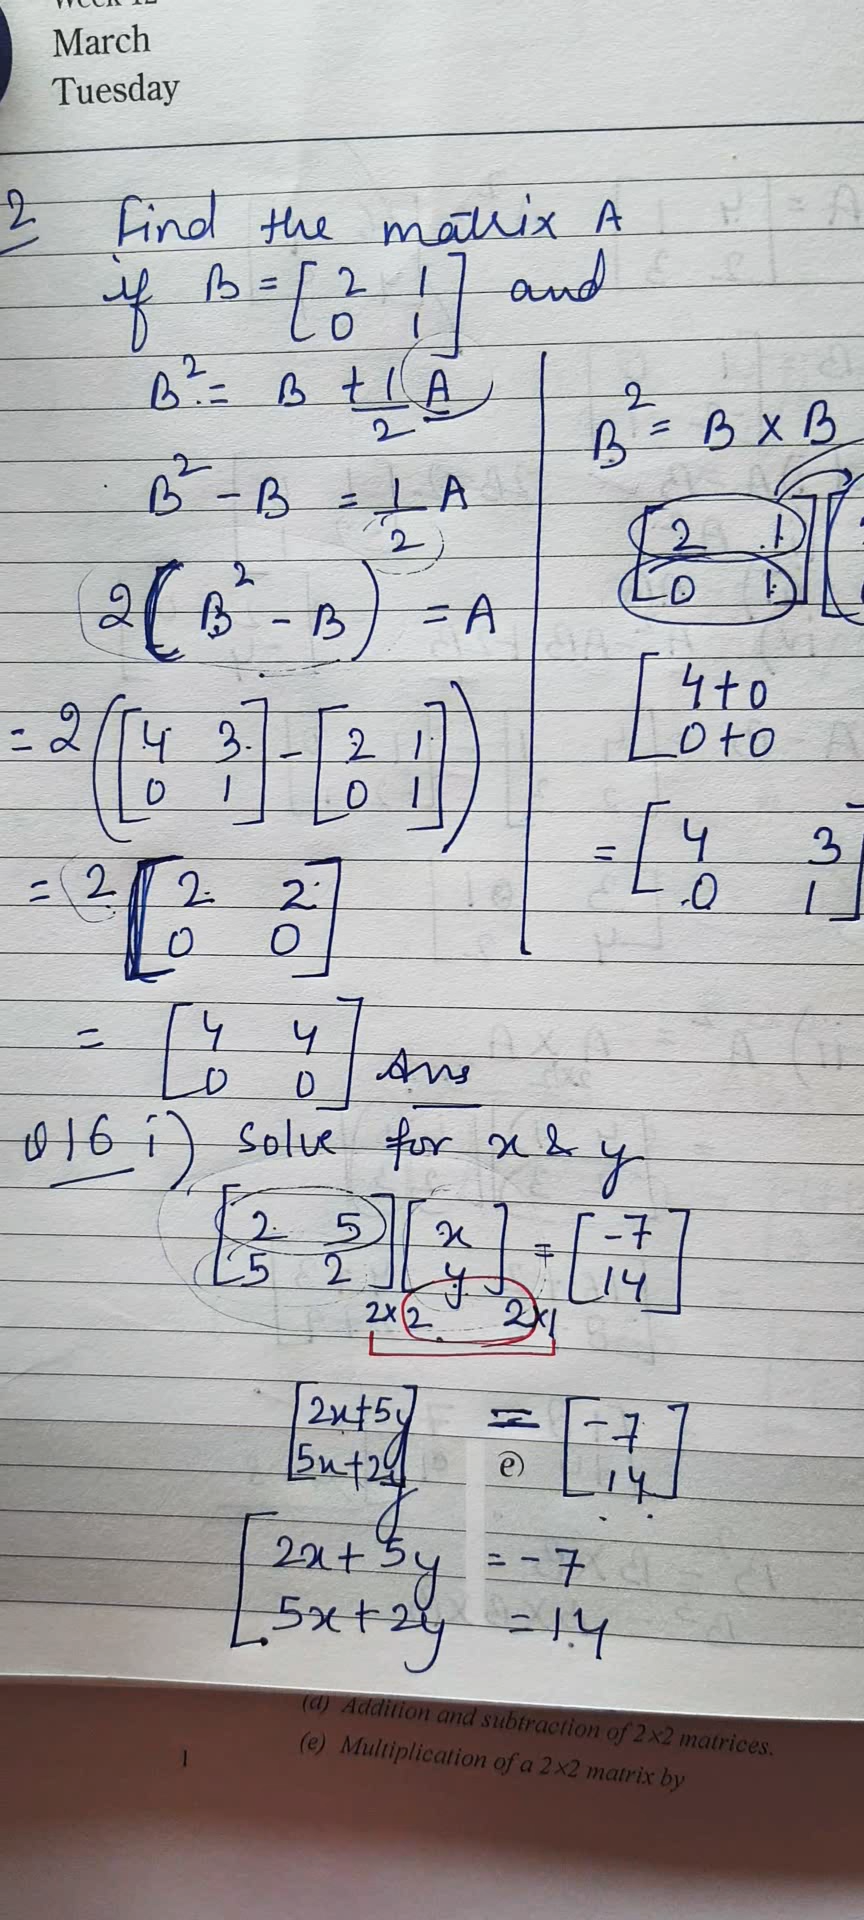 March
Tuesday
2 Find the matrix A
if B = [2 1
0 1] and
B² = B + 1/2 A
B² - B = 1/2 A
2(B² - B) = A
= 2([4 3
0 1] - [2 1
0 1])
= 2[2 2
0 0]
= [4 4
0 0] Ans
B² = B × B
[2 1
0 1] [
[4+0
0+0
= [4 3
0 1]
Q16 i) Solve for x & y
[2 5
5 2] [x
y] = [-7
14]
2×2 2×1
[2x+5y
5x+2y] = [-7
14]
e)
[2x + 5y = -7
5x + 2y = 14
(d) Addition and subtraction of 2×2 matrices.
(e) Multiplication of a 2×2 matrix by
1